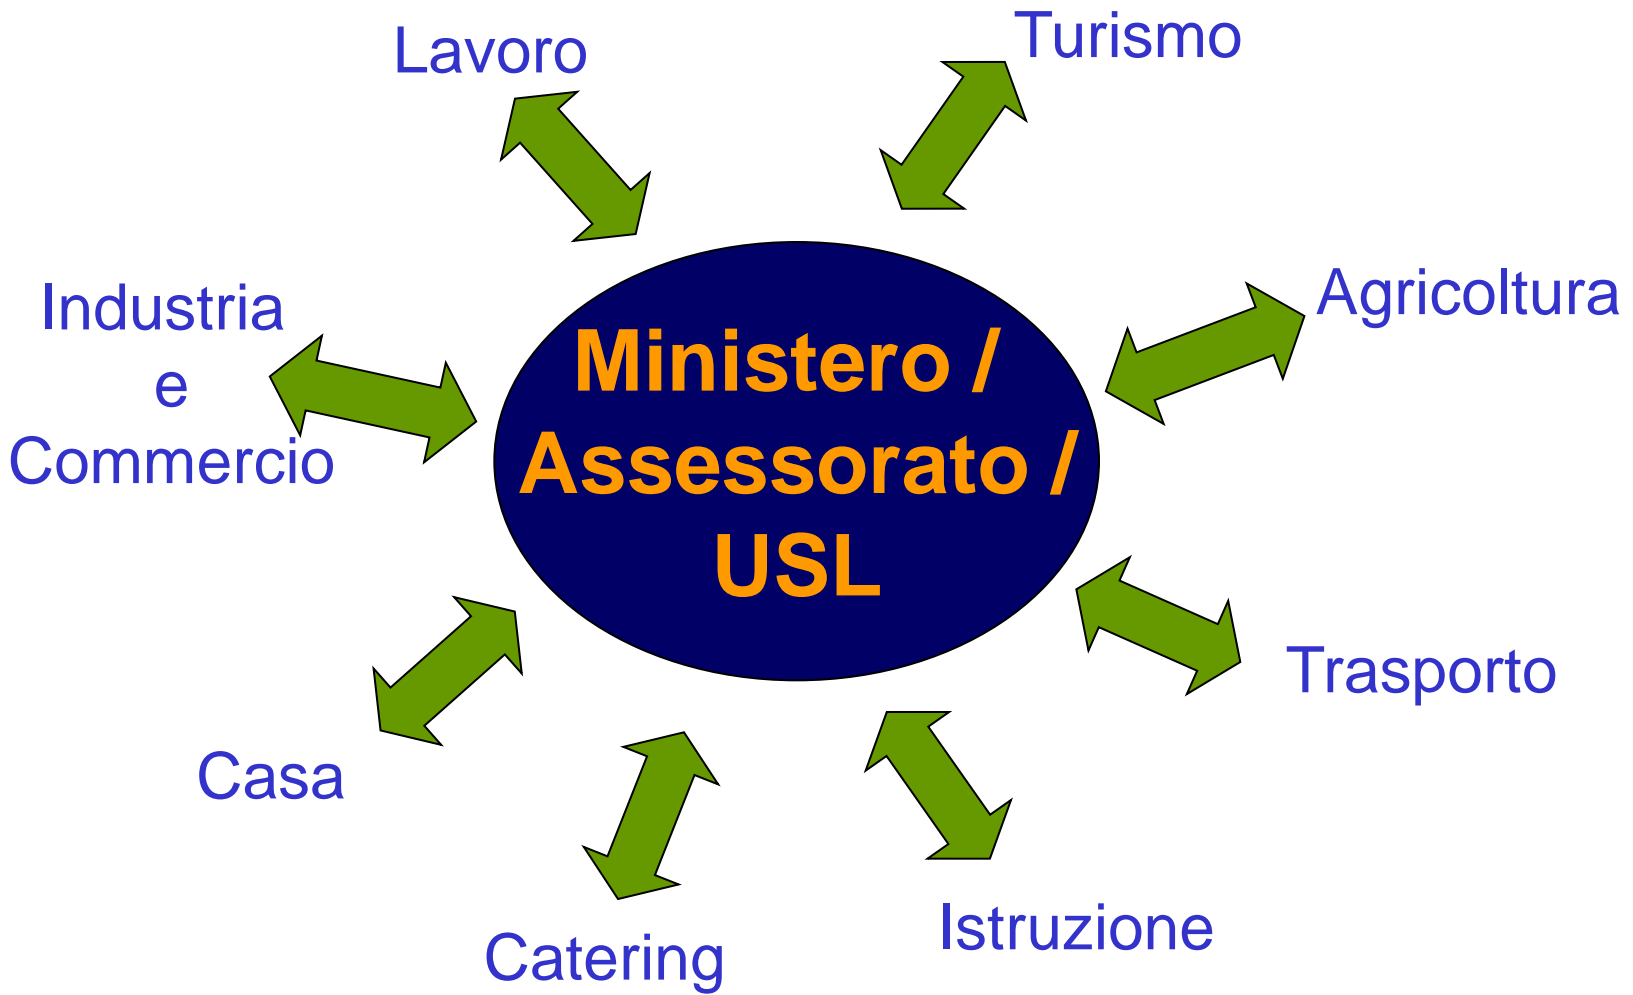 Lavoro
Turismo
Industria
e
Commercio
Agricoltura
Ministero /
Assessorato /
USL
Casa
Trasporto
Catering
Istruzione